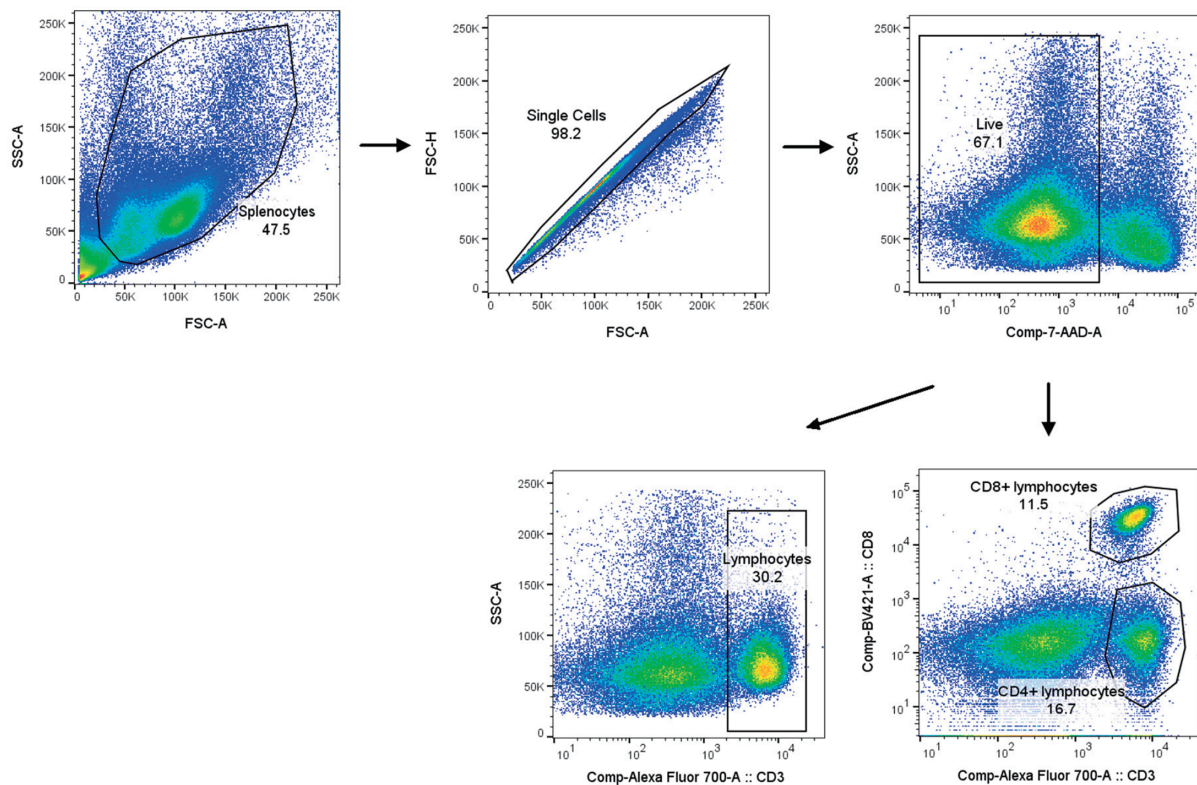 250K
200K
150K
100K
50K
0
SSC-A
Splenocytes
47.5
0
50K
100K
150K
200K
250K
FSC-A
250K
200K
150K
100K
50K
0
FSC-H
Single Cells
98.2
0
50K
100K
150K
200K
250K
FSC-A
250K
200K
150K
100K
50K
0
SSC-A
Live
67.1
10^1
10^2
10^3
10^4
10^5
Comp-7-AAD-A
250K
200K
150K
100K
50K
0
SSC-A
Lymphocytes
30.2
10^1
10^2
10^3
10^4
Comp-Alexa Fluor 700-A :: CD3
10^5
10^4
10^3
10^2
10^1
Comp-BV421-A :: CD8
CD8+ lymphocytes
11.5
CD4+ lymphocytes
16.7
10^1
10^2
10^3
10^4
Comp-Alexa Fluor 700-A :: CD3